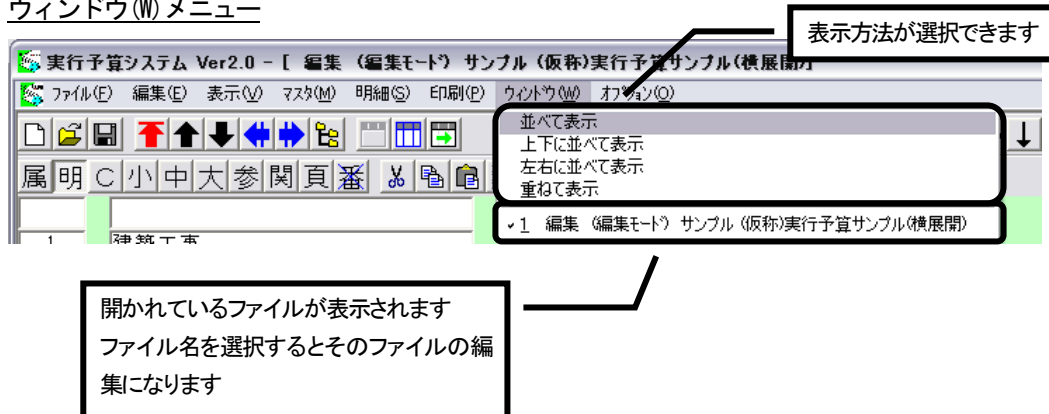 ウィンドウ(W) メニュー
表示方法が選択できます
実行予算システム Ver2.0 - [ 編集 (編集モード) サンプル (仮称)実行予算サンプル(横展開)]
ファイル(F) 編集(E) 表示(V) マスタ(M) 明細(S) 印刷(P) ウィンドウ(W) オプション(O)
並べて表示
上下に並べて表示
左右に並べて表示
重ねて表示
属 明 C 小 中 大 参 関 頁 番
✓1 編集 (編集モード) サンプル (仮称)実行予算サンプル(横展開)
1 建築工事
開かれているファイルが表示されます
ファイル名を選択するとそのファイルの編
集になります